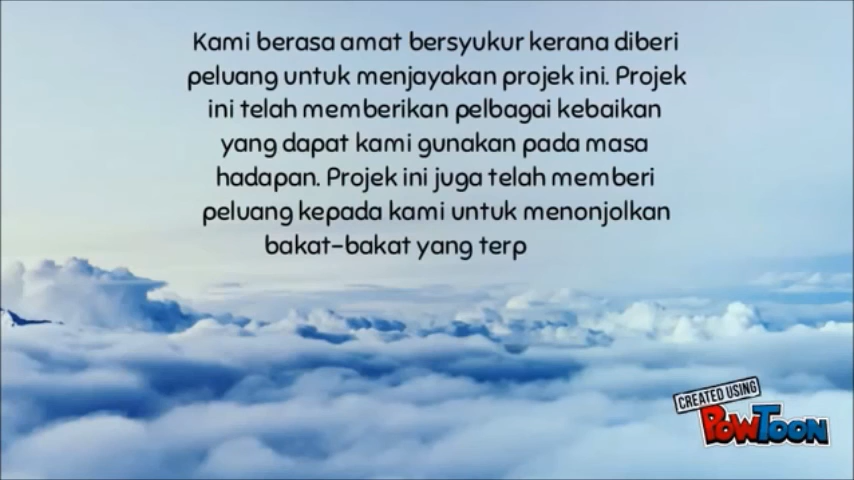 Kami berasa amat bersyukur kerana diberi
peluang untuk menjayakan projek ini. Projek
ini telah memberikan pelbagai kebaikan
yang dapat kami gunakan pada masa
hadapan. Projek ini juga telah memberi
peluang kepada kami untuk menonjolkan
bakat-bakat yang terp
CREATED USING
POWTOON